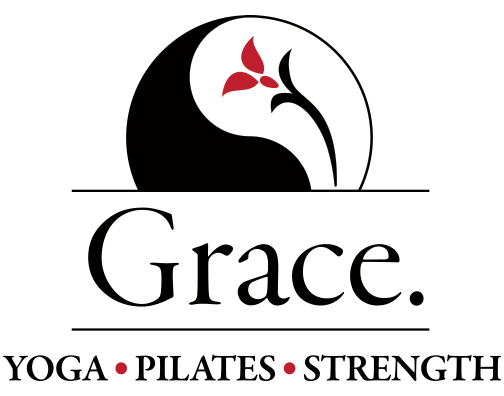 Grace.
YOGA • PILATES • STRENGTH